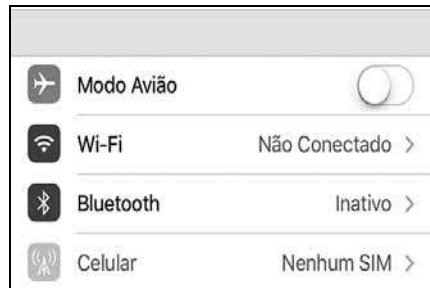 Modo Avião
Wi-Fi Não Conectado >
Bluetooth Inativo >
Celular Nenhum SIM >